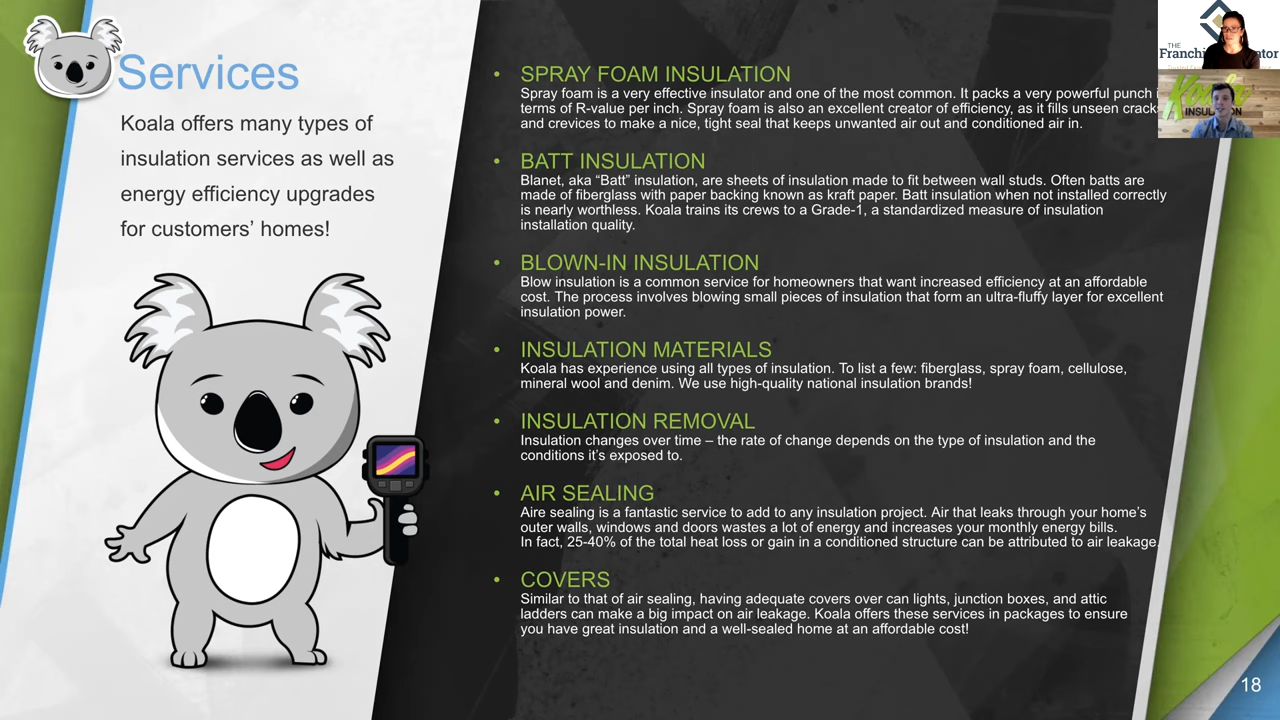 Services
Koala offers many types of
insulation services as well as
energy efficiency upgrades
for customers’ homes!
• SPRAY FOAM INSULATION
Spray foam is a very effective insulator and one of the most common. It packs a very powerful punch
terms of R-value per inch. Spray foam is also an excellent creator of efficiency, as it fills unseen cracks
and crevices to make a nice, tight seal that keeps unwanted air out and conditioned air in.
• BATT INSULATION
Blanet, aka “Batt” insulation, are sheets of insulation made to fit between wall studs. Often batts are
made of fiberglass with paper backing known as kraft paper. Batt insulation when not installed correctly
is nearly worthless. Koala trains its crews to a Grade-1, a standardized measure of insulation
installation quality.
• BLOWN-IN INSULATION
Blow insulation is a common service for homeowners that want increased efficiency at an affordable
cost. The process involves blowing small pieces of insulation that form an ultra-fluffy layer for excellent
insulation power.
• INSULATION MATERIALS
Koala has experience using all types of insulation. To list a few: fiberglass, spray foam, cellulose,
mineral wool and denim. We use high-quality national insulation brands!
• INSULATION REMOVAL
Insulation changes over time – the rate of change depends on the type of insulation and the
conditions it’s exposed to.
• AIR SEALING
Aire sealing is a fantastic service to add to any insulation project. Air that leaks through your home’s
outer walls, windows and doors wastes a lot of energy and increases your monthly energy bills.
In fact, 25-40% of the total heat loss or gain in a conditioned structure can be attributed to air leakage.
• COVERS
Similar to that of air sealing, having adequate covers over can lights, junction boxes, and attic
ladders can make a big impact on air leakage. Koala offers these services in packages to ensure
you have great insulation and a well-sealed home at an affordable cost!
THE
Koala
18